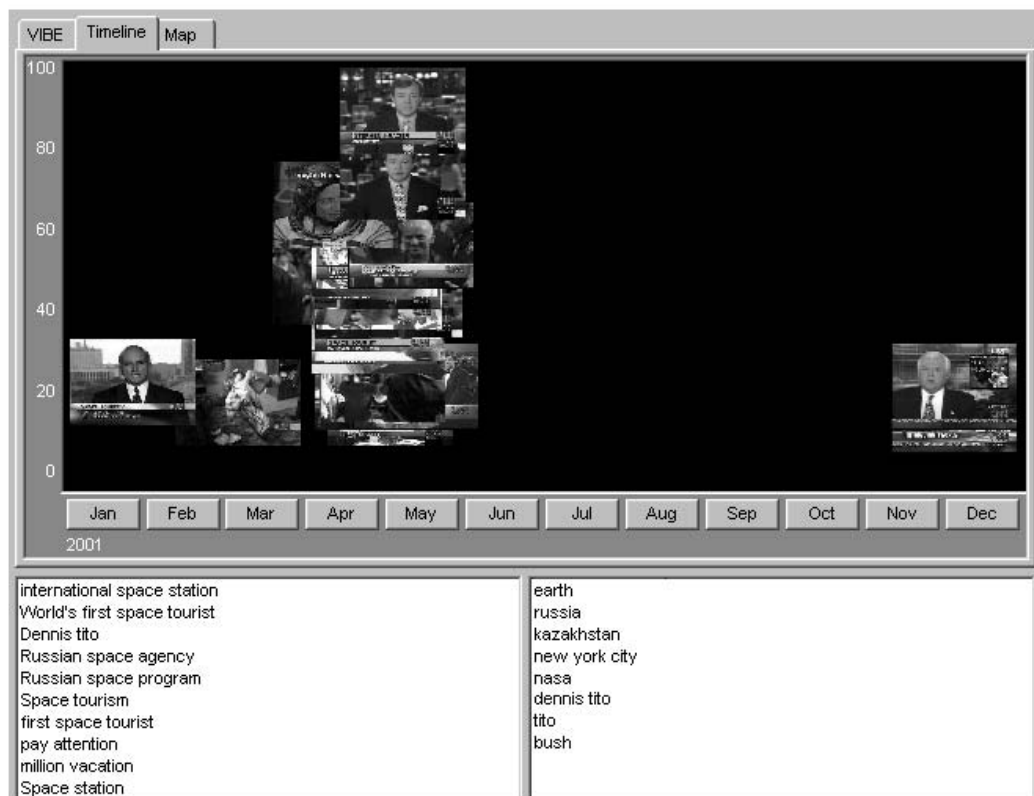 VIBE Timeline Map
100
80
60
40
20
0
Jan Feb Mar Apr May Jun Jul Aug Sep Oct Nov Dec
2001
international space station
World's first space tourist
Dennis tito
Russian space agency
Russian space program
Space tourism
first space tourist
pay attention
million vacation
Space station
earth
russia
kazakhstan
new york city
nasa
dennis tito
tito
bush